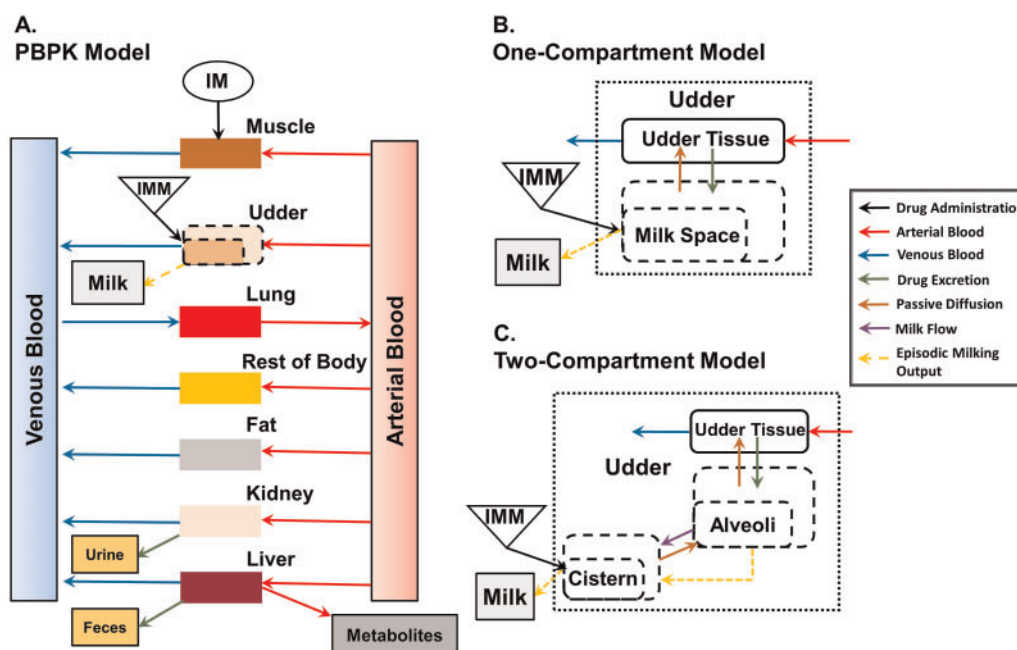 A.
PBPK Model
IM
Muscle
IMM
Udder
Milk
Lung
Rest of Body
Fat
Kidney
Urine
Liver
Feces
Metabolites
Venous Blood
Arterial Blood
B.
One-Compartment Model
Udder
Udder Tissue
IMM
Milk Space
Milk
C.
Two-Compartment Model
Udder Tissue
Udder
Alveoli
IMM
Cistern
Milk
Drug Administratio
Arterial Blood
Venous Blood
Drug Excretion
Passive Diffusion
Milk Flow
Episodic Milking
Output